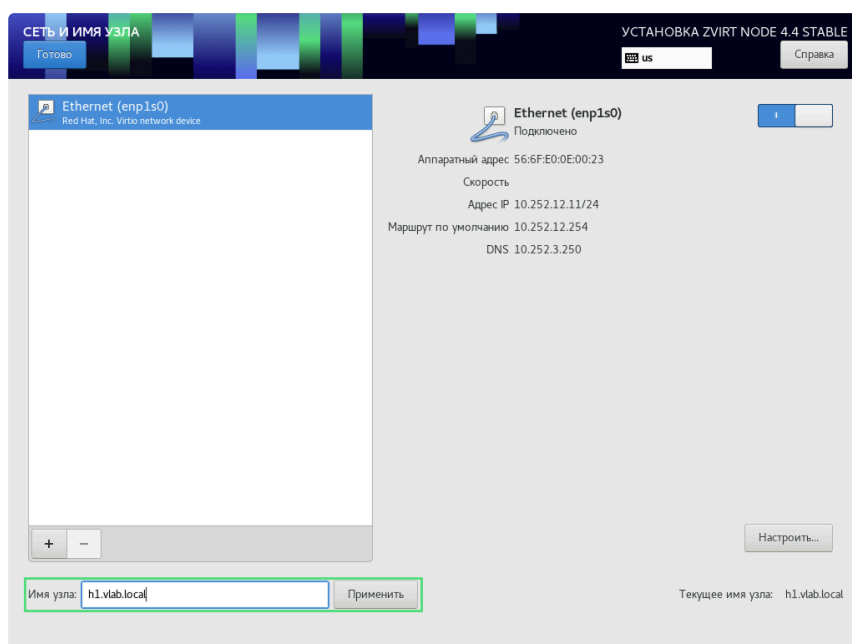 СЕТЬ И ИМЯ УЗЛА
УСТАНОВКА ZVIRT NODE 4.4 STABLE
Готово
us
Справка
Ethernet (enp1s0)
Red Hat, Inc. Virtio network device
Ethernet (enp1s0)
Подключено
Аппаратный адрес 56:6F:E0:0E:00:23
Скорость
Адрес IP 10.252.12.11/24
Маршрут по умолчанию 10.252.12.254
DNS 10.252.3.250
+ −
Настроить...
Имя узла: h1.vlab.local Применить
Текущее имя узла: h1.vlab.local